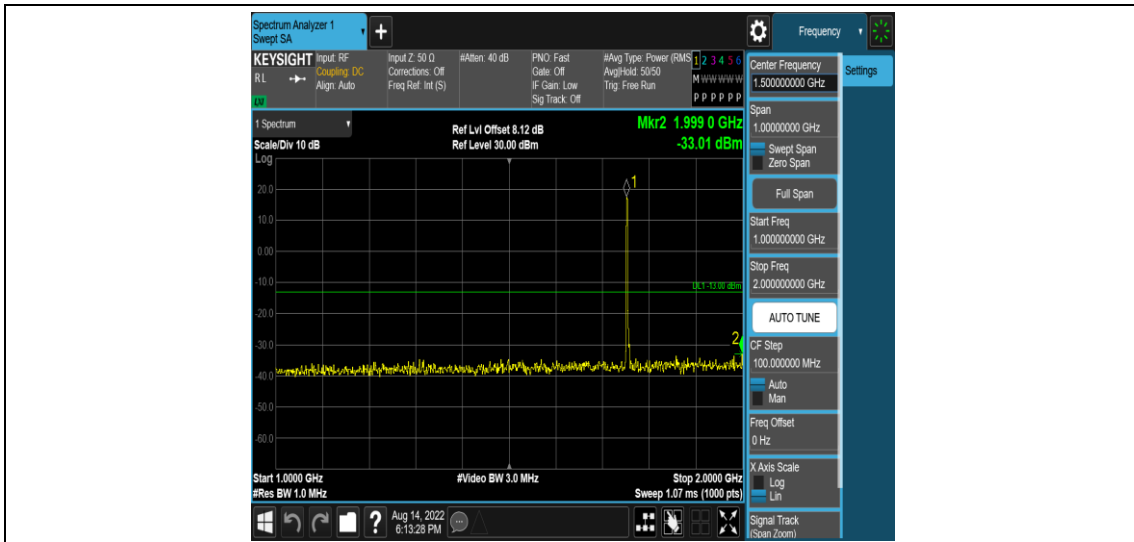 Spectrum Analyzer 1
Swept SA
+
Frequency
KEYSIGHT
RL
LXI
Input: RF
Coupling: DC
Align: Auto
Input Z: 50 Ω
Corrections: Off
Freq Ref: Int (S)
#Atten: 40 dB
PNO: Fast
Gate: Off
IF Gain: Low
Sig Track: Off
#Avg Type: Power (RMS
Avg|Hold: 50/50
Trig: Free Run
1 2 3 4 5 6
M W W W W W
P P P P P P
1 Spectrum
Scale/Div 10 dB
Log
Ref Lvl Offset 8.12 dB
Ref Level 30.00 dBm
Mkr2 1.999 0 GHz
-33.01 dBm
1
20.0
10.0
0.00
-10.0
DL1 -13.00 dBm
-20.0
-30.0
2
-40.0
-50.0
-60.0
Start 1.0000 GHz
#Res BW 1.0 MHz
#Video BW 3.0 MHz
Stop 2.0000 GHz
Sweep 1.07 ms (1000 pts)
Center Frequency
1.500000000 GHz
Settings
Span
1.00000000 GHz
Swept Span
Zero Span
Full Span
Start Freq
1.000000000 GHz
Stop Freq
2.000000000 GHz
AUTO TUNE
CF Step
100.000000 MHz
Auto
Man
Freq Offset
0 Hz
X Axis Scale
Log
Lin
Signal Track
(Span Zoom)
?
Aug 14, 2022
6:13:28 PM